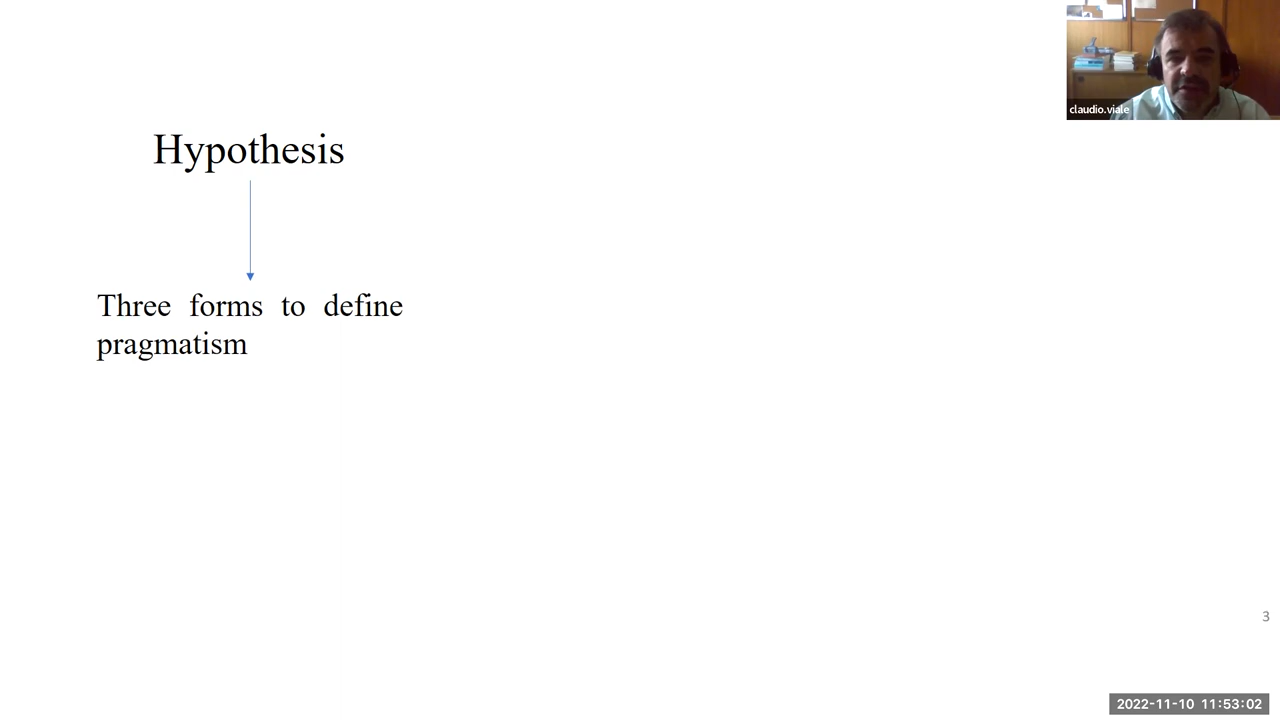 claudio.viale
Hypothesis
Three forms to define
pragmatism
3
2022-11-10 11:53:02